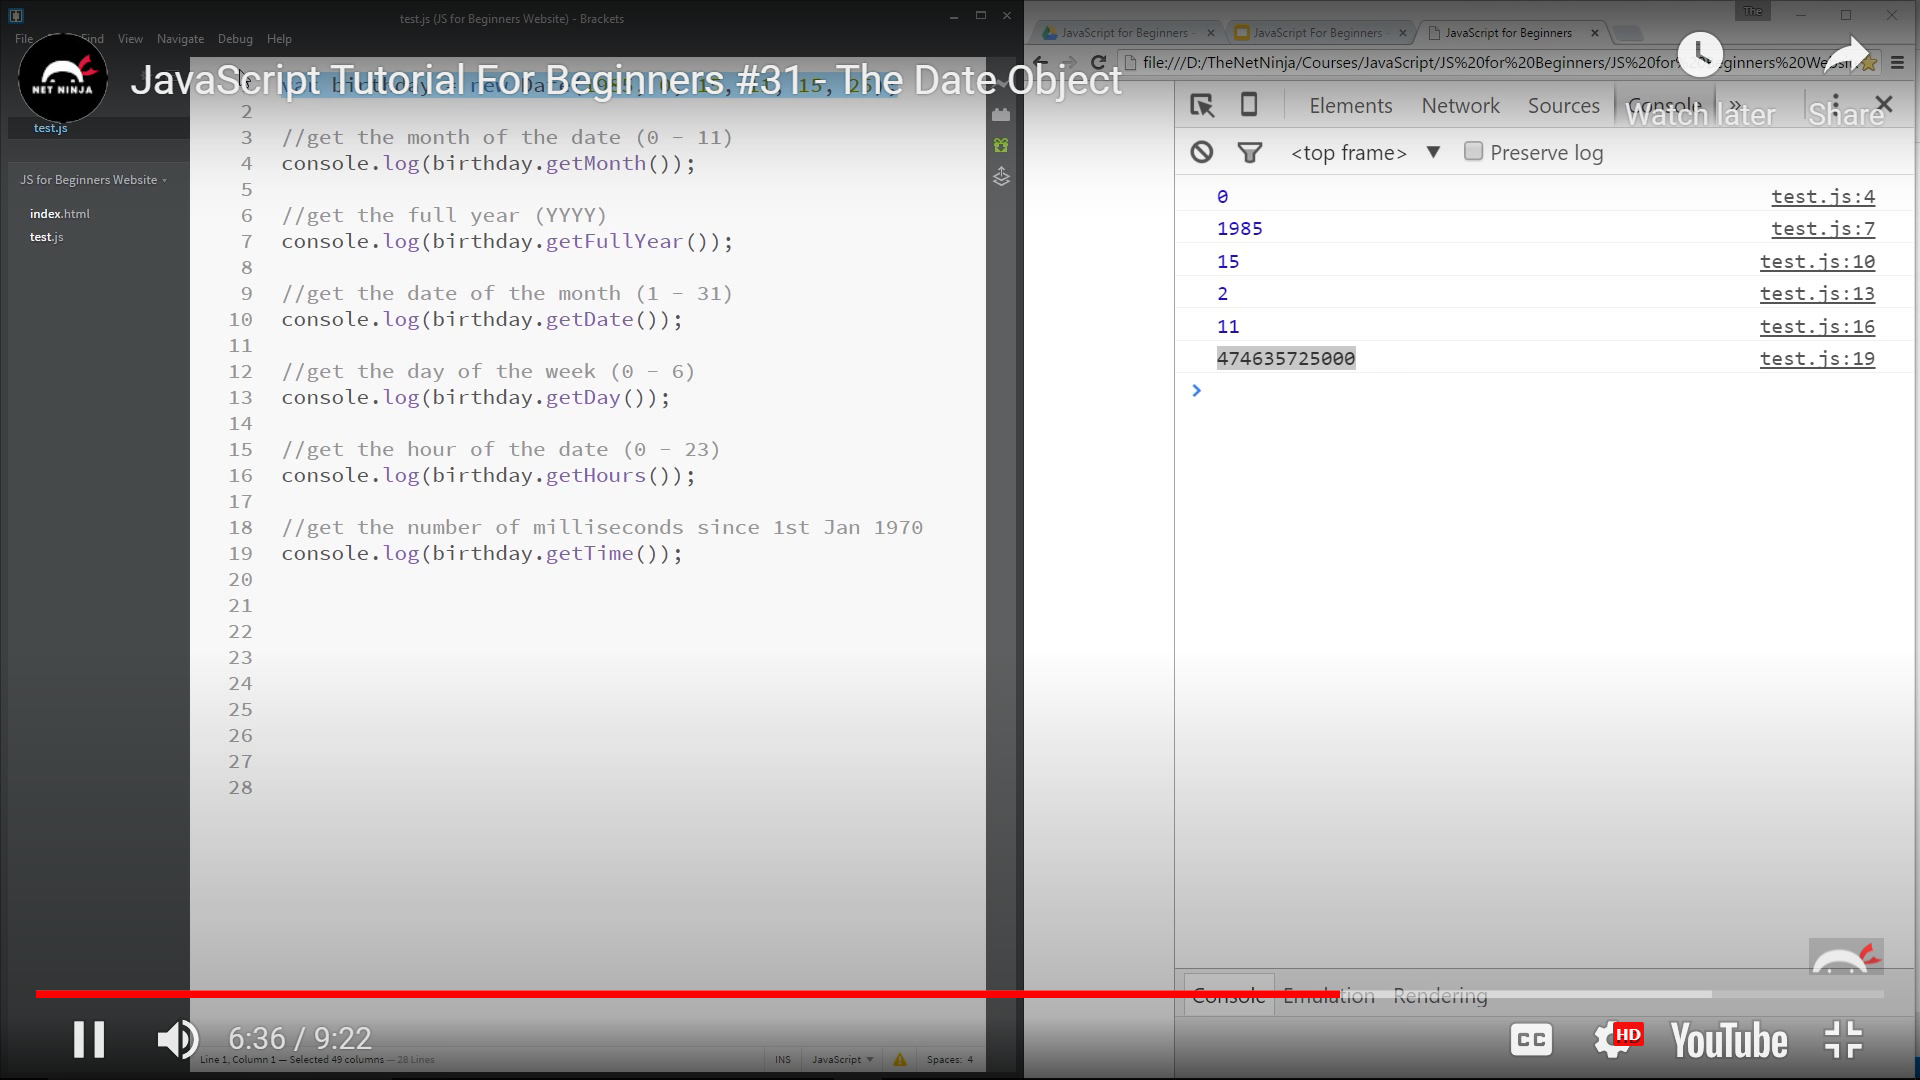 test.js (JS for Beginners Website) - Brackets
File
Find
View
Navigate
Debug
Help
NET NINJA
JavaScript Tutorial For Beginners #31 - The Date Object
test.js
JS for Beginners Website
index.html
test.js
2
3 //get the month of the date (0 - 11)
4 console.log(birthday.getMonth());
5
6 //get the full year (YYYY)
7 console.log(birthday.getFullYear());
8
9 //get the date of the month (1 - 31)
10 console.log(birthday.getDate());
11
12 //get the day of the week (0 - 6)
13 console.log(birthday.getDay());
14
15 //get the hour of the date (0 - 23)
16 console.log(birthday.getHours());
17
18 //get the number of milliseconds since 1st Jan 1970
19 console.log(birthday.getTime());
20
21
22
23
24
25
26
27
28
The
JavaScript for Beginners -
JavaScript For Beginners -
JavaScript for Beginners
file:///D:/TheNetNinja/Courses/JavaScript/JS%20for%20Beginners/JS%20for%20Beginners%20Websi
Watch later
Share
Elements Network Sources Console »
<top frame> ▼ Preserve log
0 test.js:4
1985 test.js:7
15 test.js:10
2 test.js:13
11 test.js:16
474635725000 test.js:19
>
Console Emulation Rendering
6:36 / 9:22
CC
HD
YouTube
Line 1, Column 1 — Selected 49 columns — 28 Lines
INS
JavaScript
Spaces: 4